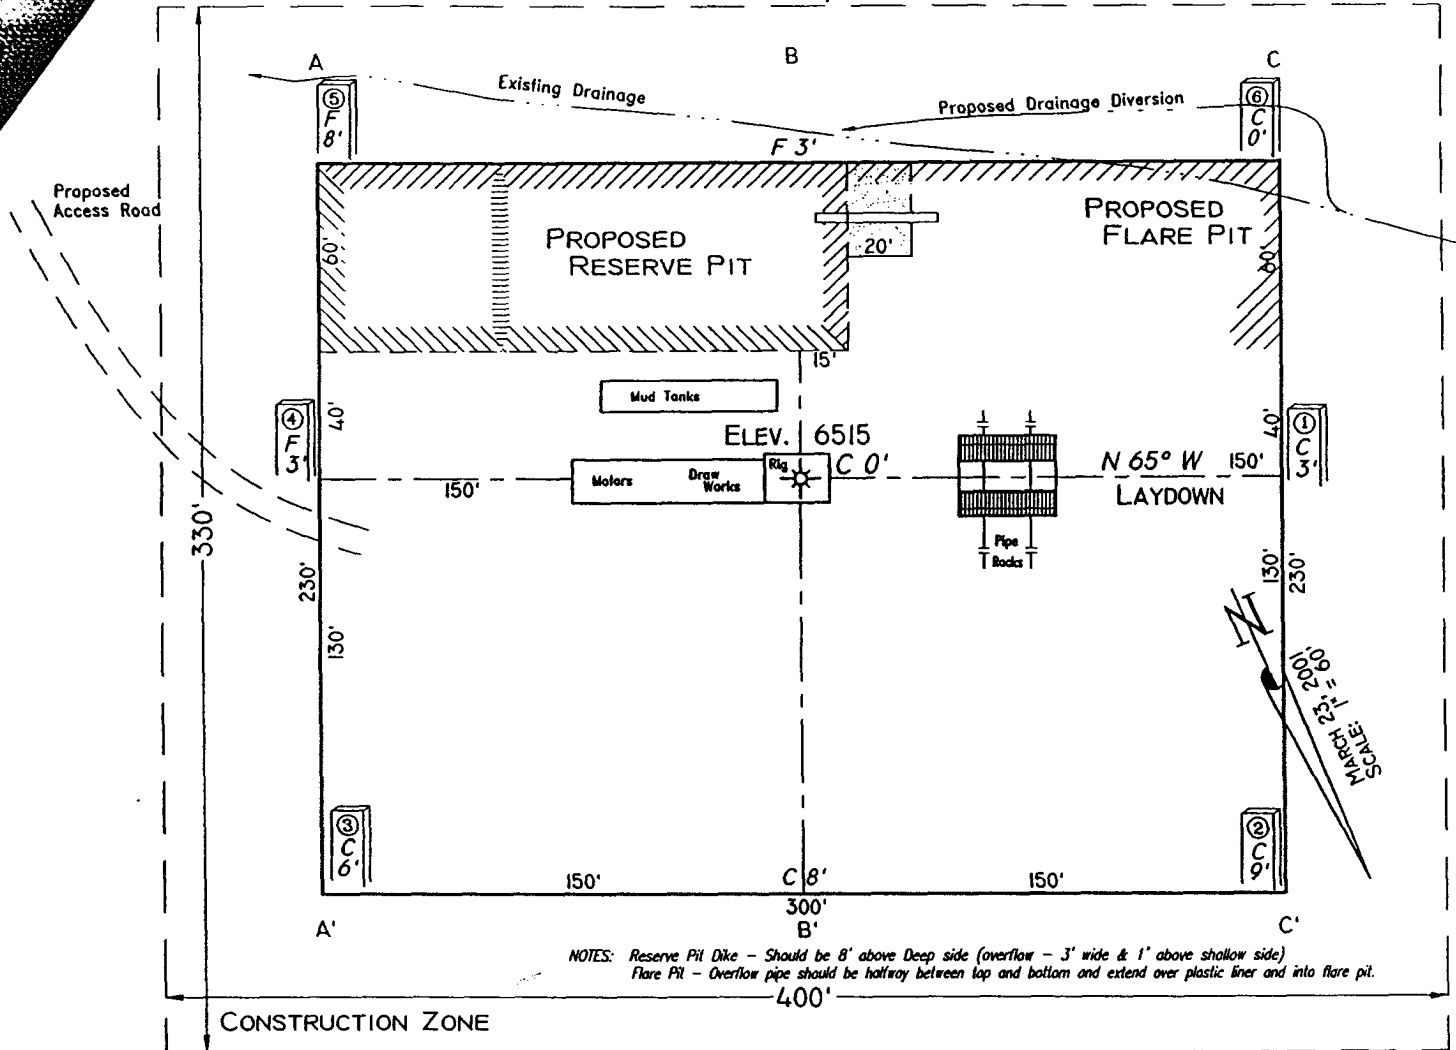 A
B
C
⑤
F
8'
Existing Drainage
Proposed Drainage Diversion
⑥
C
0'
F 3'
Proposed
Access Road
60'
PROPOSED
RESERVE PIT
20'
PROPOSED
FLARE PIT
60'
15'
④
F
3'
40'
Mud Tanks
ELEV. 6515
40'
①
C
3'
150'
Motors
Draw
Works
Rig
C 0'
N 65° W
150'
LAYDOWN
Pipe
Racks
330'
230'
130'
130'
230'
N
MARCH 23, 2001
SCALE: 1" = 60'
③
C
6'
②
C
9'
150'
C 8'
150'
300'
A'
B'
C'
NOTES: Reserve Pit Dike – Should be 8' above Deep side (overflow – 3' wide & 1' above shallow side)
Flare Pit – Overflow pipe should be halfway between top and bottom and extend over plastic liner and into flare pit.
400'
CONSTRUCTION ZONE